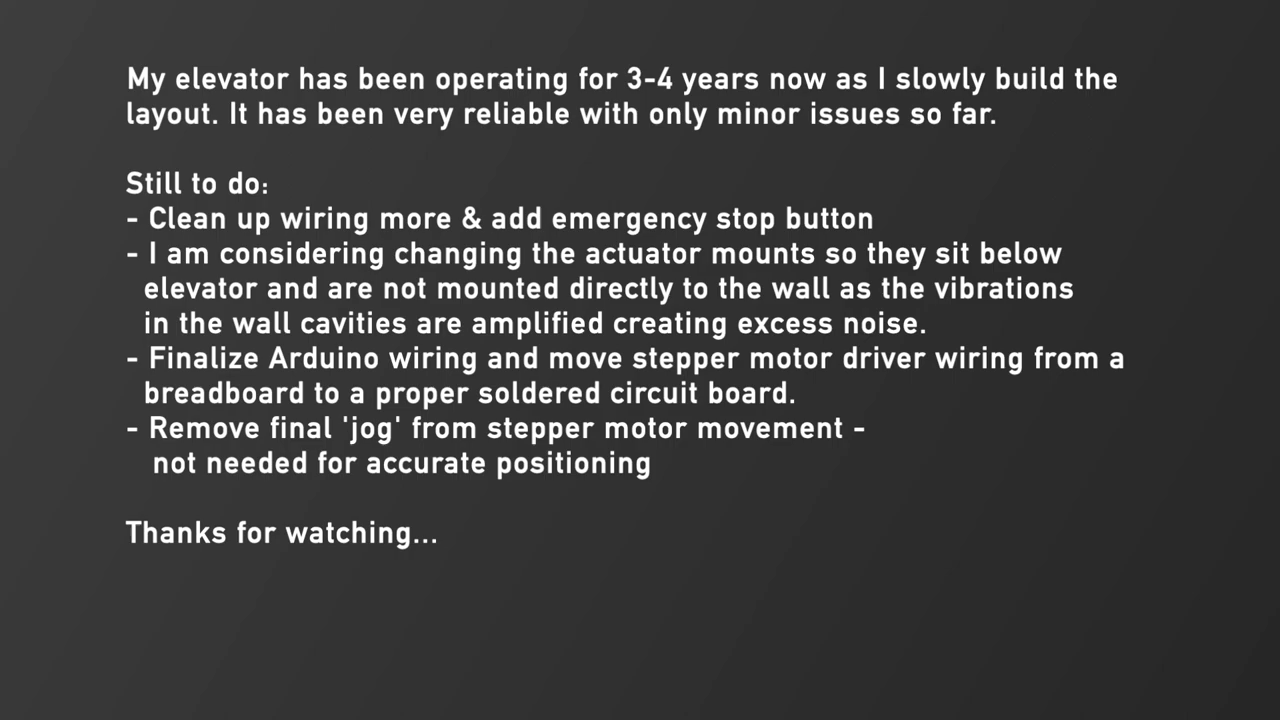 My elevator has been operating for 3-4 years now as I slowly build the
layout. It has been very reliable with only minor issues so far.
Still to do:
- Clean up wiring more & add emergency stop button
- I am considering changing the actuator mounts so they sit below
elevator and are not mounted directly to the wall as the vibrations
in the wall cavities are amplified creating excess noise.
- Finalize Arduino wiring and move stepper motor driver wiring from a
breadboard to a proper soldered circuit board.
- Remove final 'jog' from stepper motor movement -
not needed for accurate positioning
Thanks for watching...